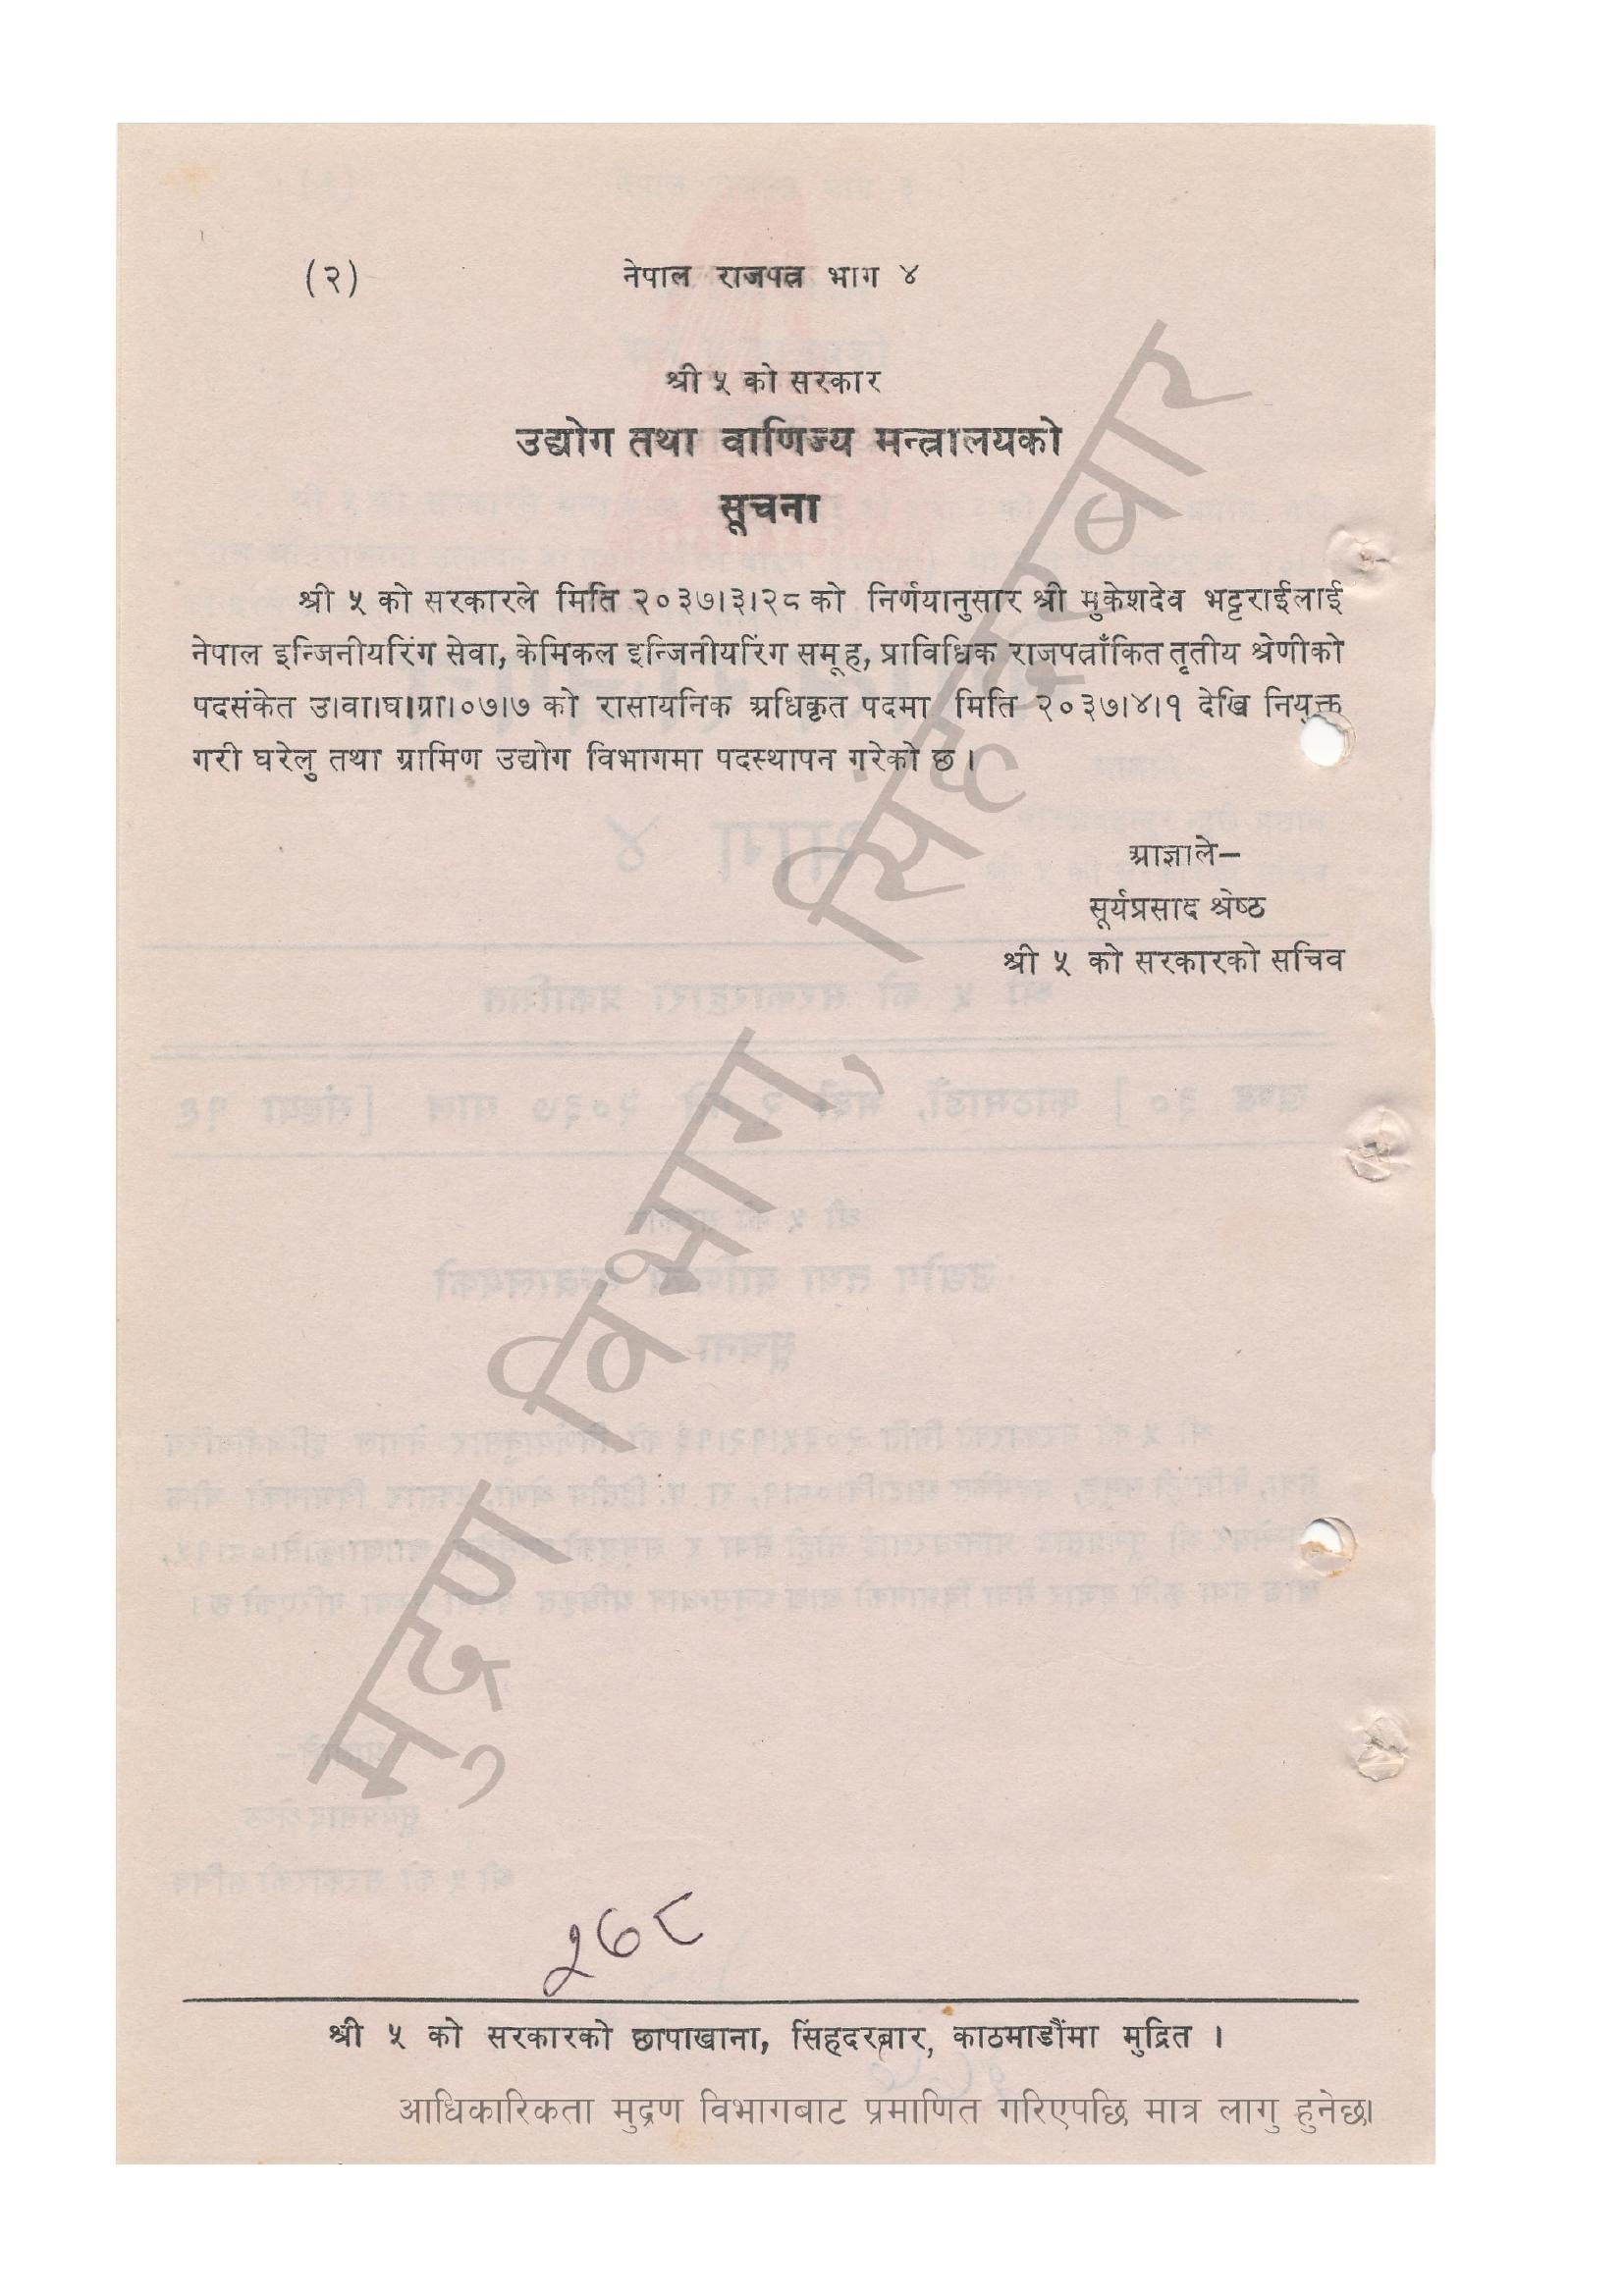 (२) नेपाल राजपत्र भाग ४
श्री ५ को सरकार
उद्योग तथा वाणिज्य मन्त्रालयको
सूचना
श्री ५ को सरकारले मिति २०३७।३।२८ को निर्णयानुसार श्री मुकेशदेव भट्टराईलाई
नेपाल इन्जिनीयरिंग सेवा, केमिकल इन्जिनीयरिंग समूह, प्राविधिक राजपत्राँकित तृतीय श्रेणीको
पदसंकेत उ।वा।घ।ग्रा।०७।७ को रासायनिक अधिकृत पदमा मिति २०३७।४।१ देखि नियुक्त
गरी घरेलु तथा ग्रामिण उद्योग विभागमा पदस्थापन गरेको छ ।
आज्ञाले—
सूर्यप्रसाद श्रेष्ठ
श्री ५ को सरकारको सचिव
मुद्रण विभाग, सिंहदरबार
२७८
श्री ५ को सरकारको छापाखाना, सिंहदरबार, काठमाडौंमा मुद्रित ।
आधिकारिकता मुद्रण विभागबाट प्रमाणित गरिएपछि मात्र लागु हुनेछ।